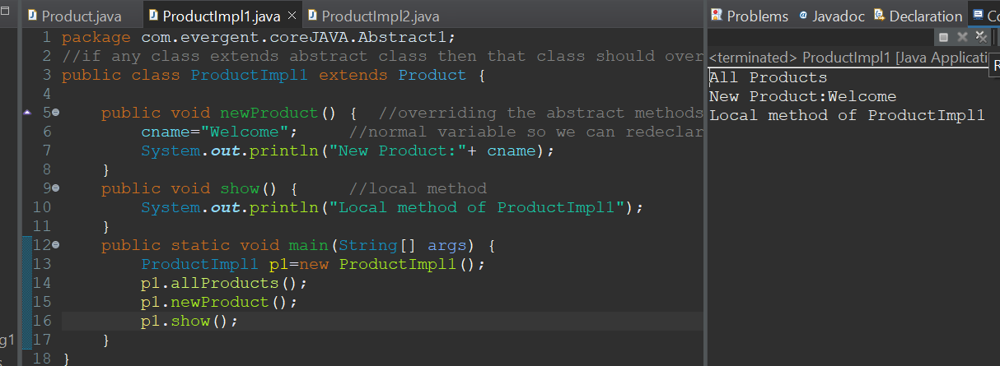 Product.java ProductImpl1.java ProductImpl2.java
1 package com.evergent.coreJAVA.Abstract1;
2 //if any class extends abstract class then that class should over
3 public class ProductImpl1 extends Product {
4
5 public void newProduct() { //overriding the abstract methods
6 cname="Welcome"; //normal variable so we can redeclar
7 System.out.println("New Product:"+ cname);
8 }
9 public void show() { //local method
10 System.out.println("Local method of ProductImpl1");
11 }
12 public static void main(String[] args) {
13 ProductImpl1 p1=new ProductImpl1();
14 p1.allProducts();
15 p1.newProduct();
16 p1.show();
17 }
18 }
g1
Problems @ Javadoc Declaration Co
<terminated> ProductImpl1 [Java Applicati
R
All Products
New Product:Welcome
Local method of ProductImpl1